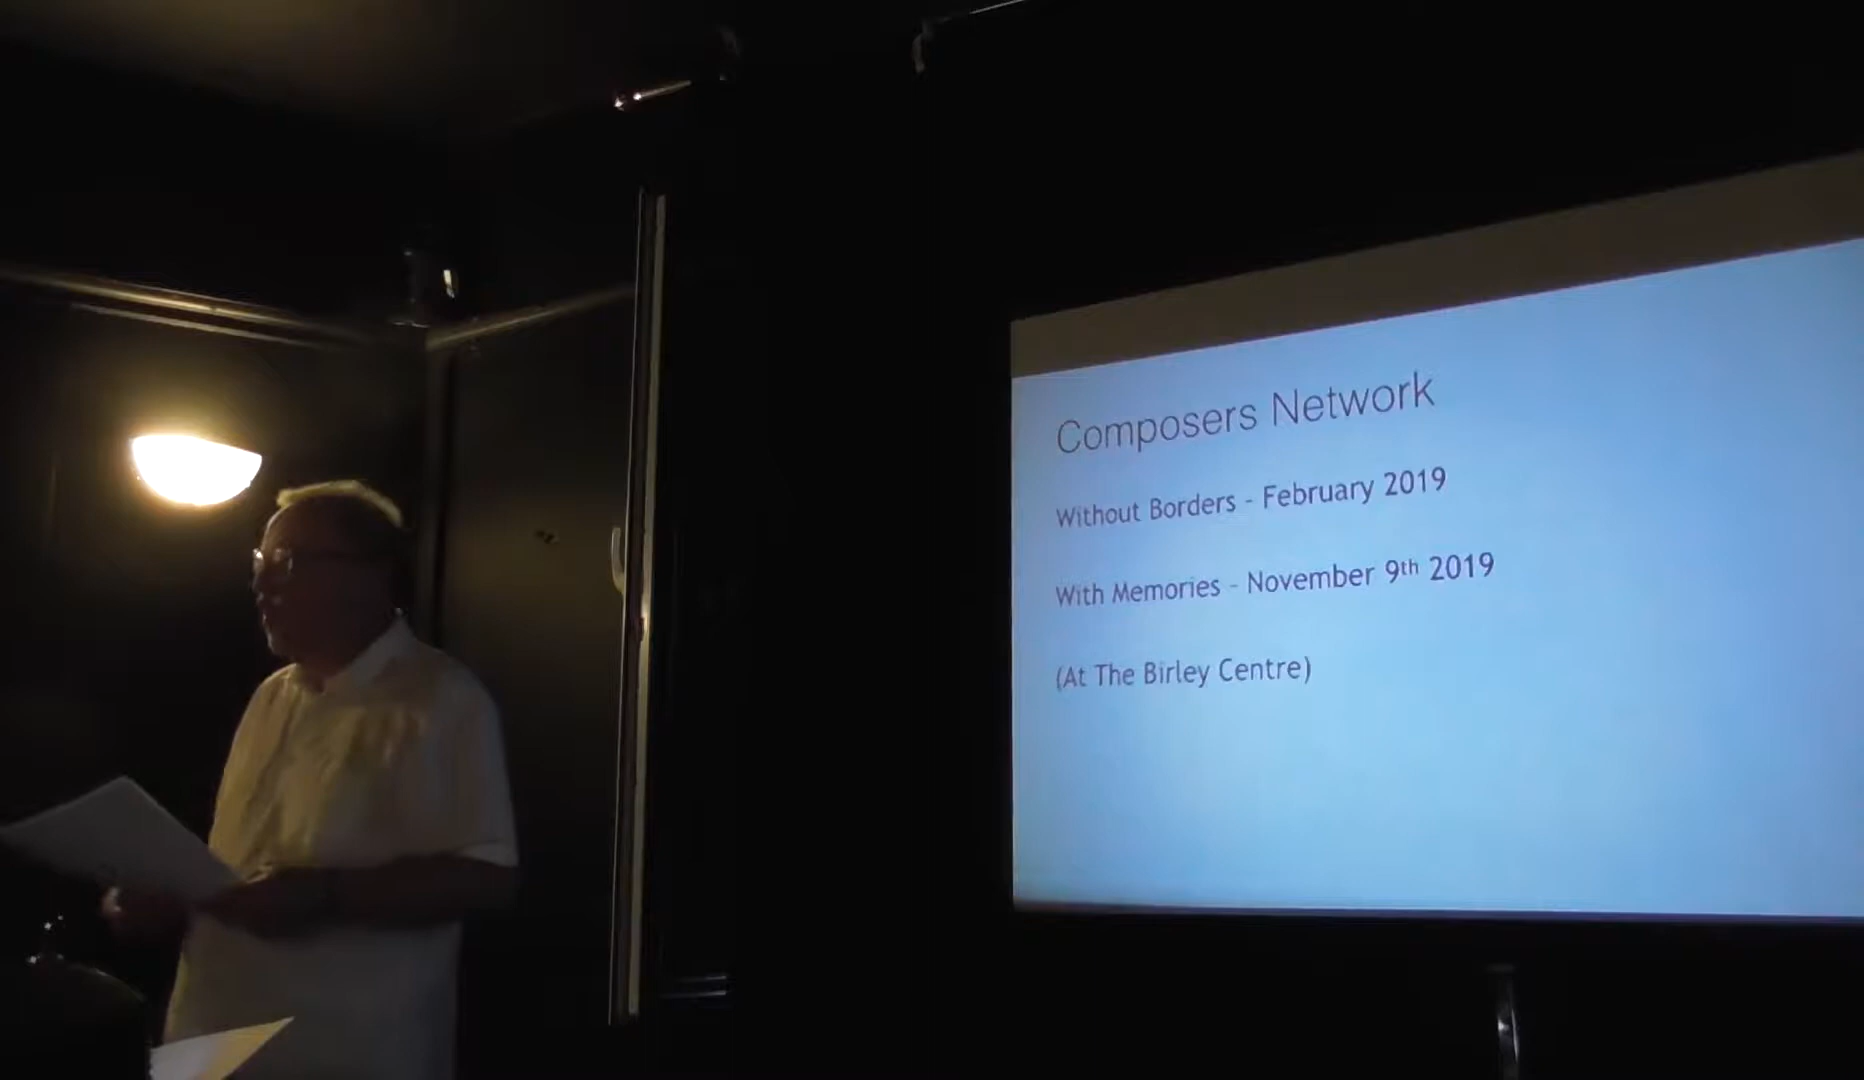 Composers Network
Without Borders - February 2019
With Memories - November 9th 2019
(At The Birley Centre)